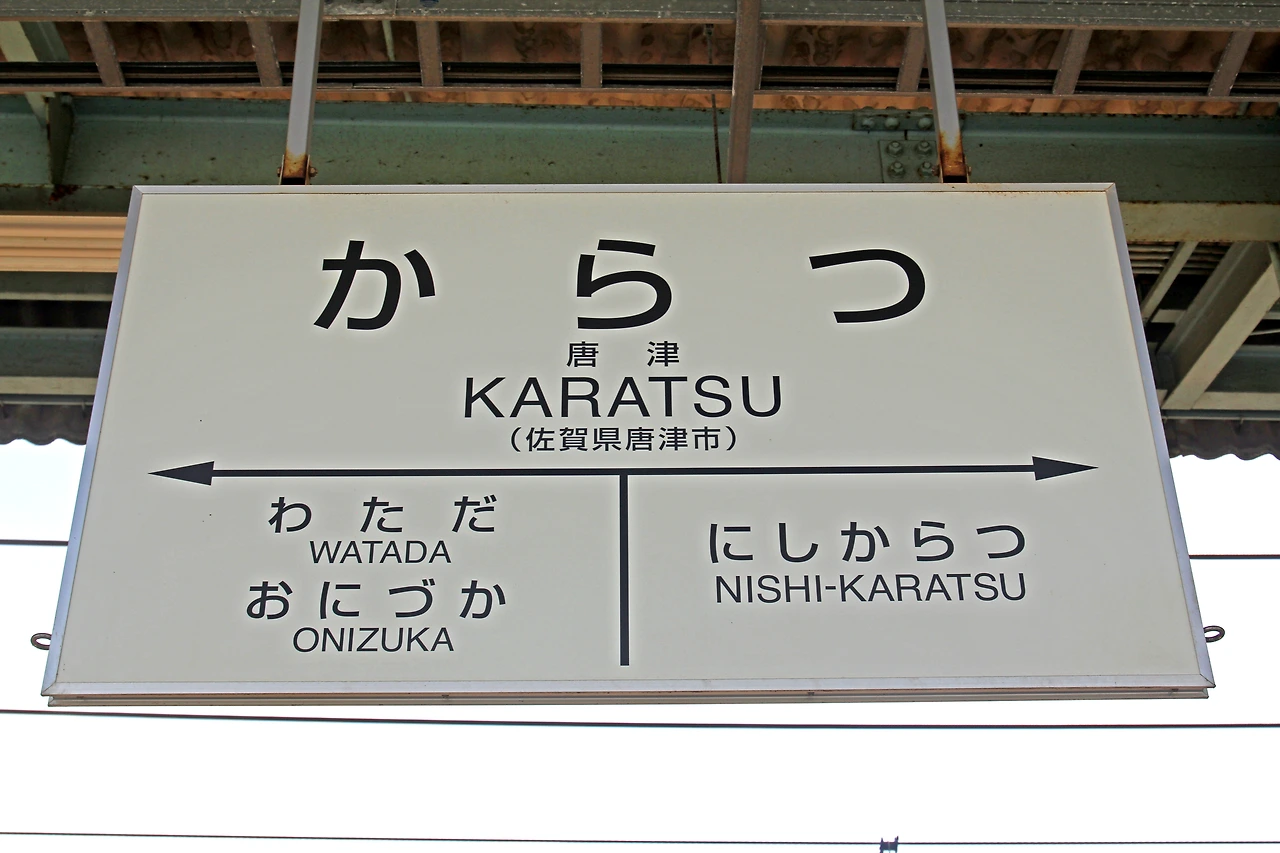 からつ
唐津
KARATSU
（佐賀県唐津市）
わただ
WATADA
おにづか
ONIZUKA
にしからつ
NISHI-KARATSU